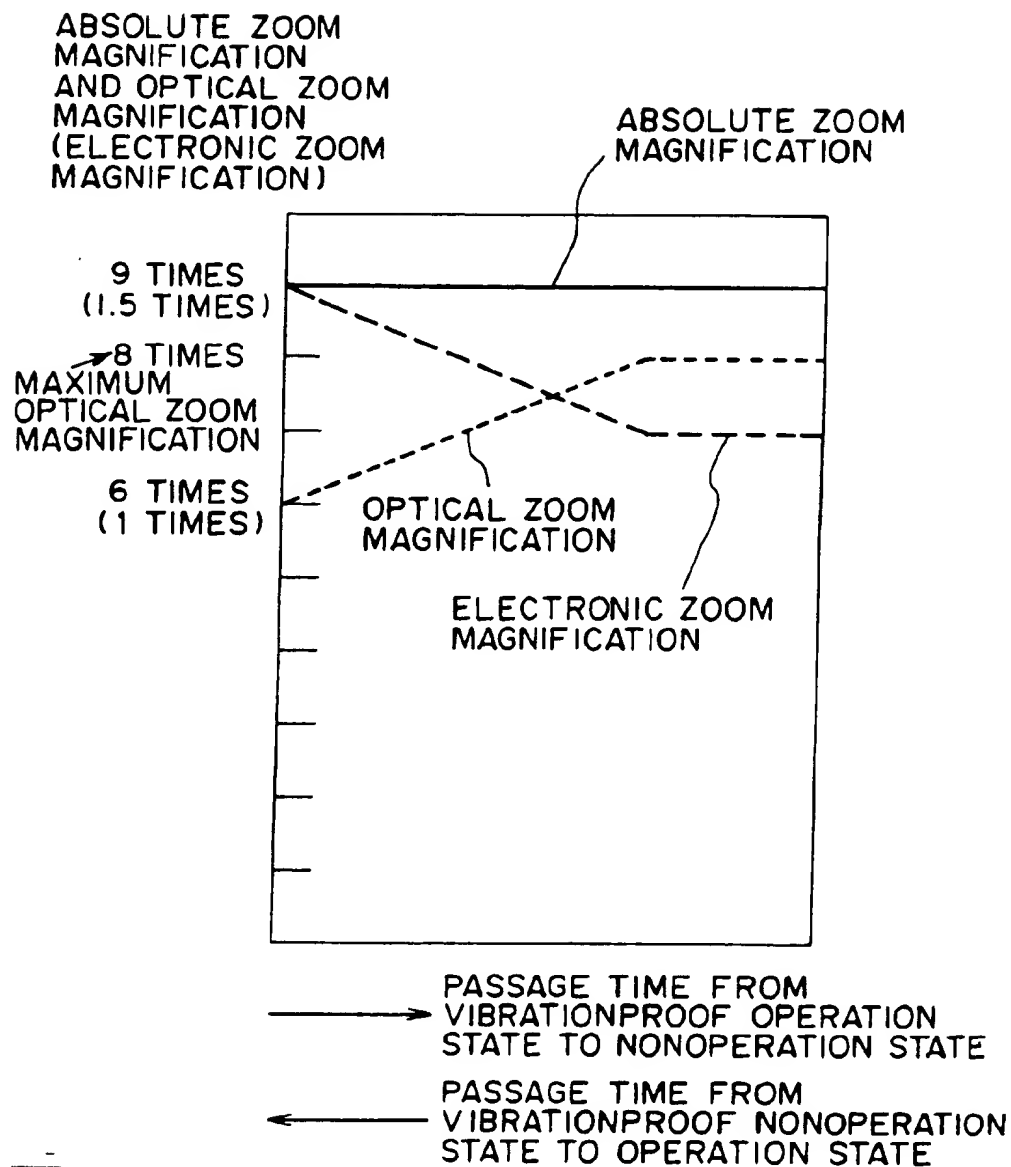 ABSOLUTE ZOOM
MAGNIFICATION
AND OPTICAL ZOOM
MAGNIFICATION
(ELECTRONIC ZOOM
MAGNIFICATION)
ABSOLUTE ZOOM
MAGNIFICATION
9 TIMES
(1.5 TIMES)
8 TIMES
MAXIMUM
OPTICAL ZOOM
MAGNIFICATION
6 TIMES
(1 TIMES)
OPTICAL ZOOM
MAGNIFICATION
ELECTRONIC ZOOM
MAGNIFICATION
PASSAGE TIME FROM
VIBRATIONPROOF OPERATION
STATE TO NONOPERATION STATE
PASSAGE TIME FROM
VIBRATIONPROOF NONOPERATION
STATE TO OPERATION STATE